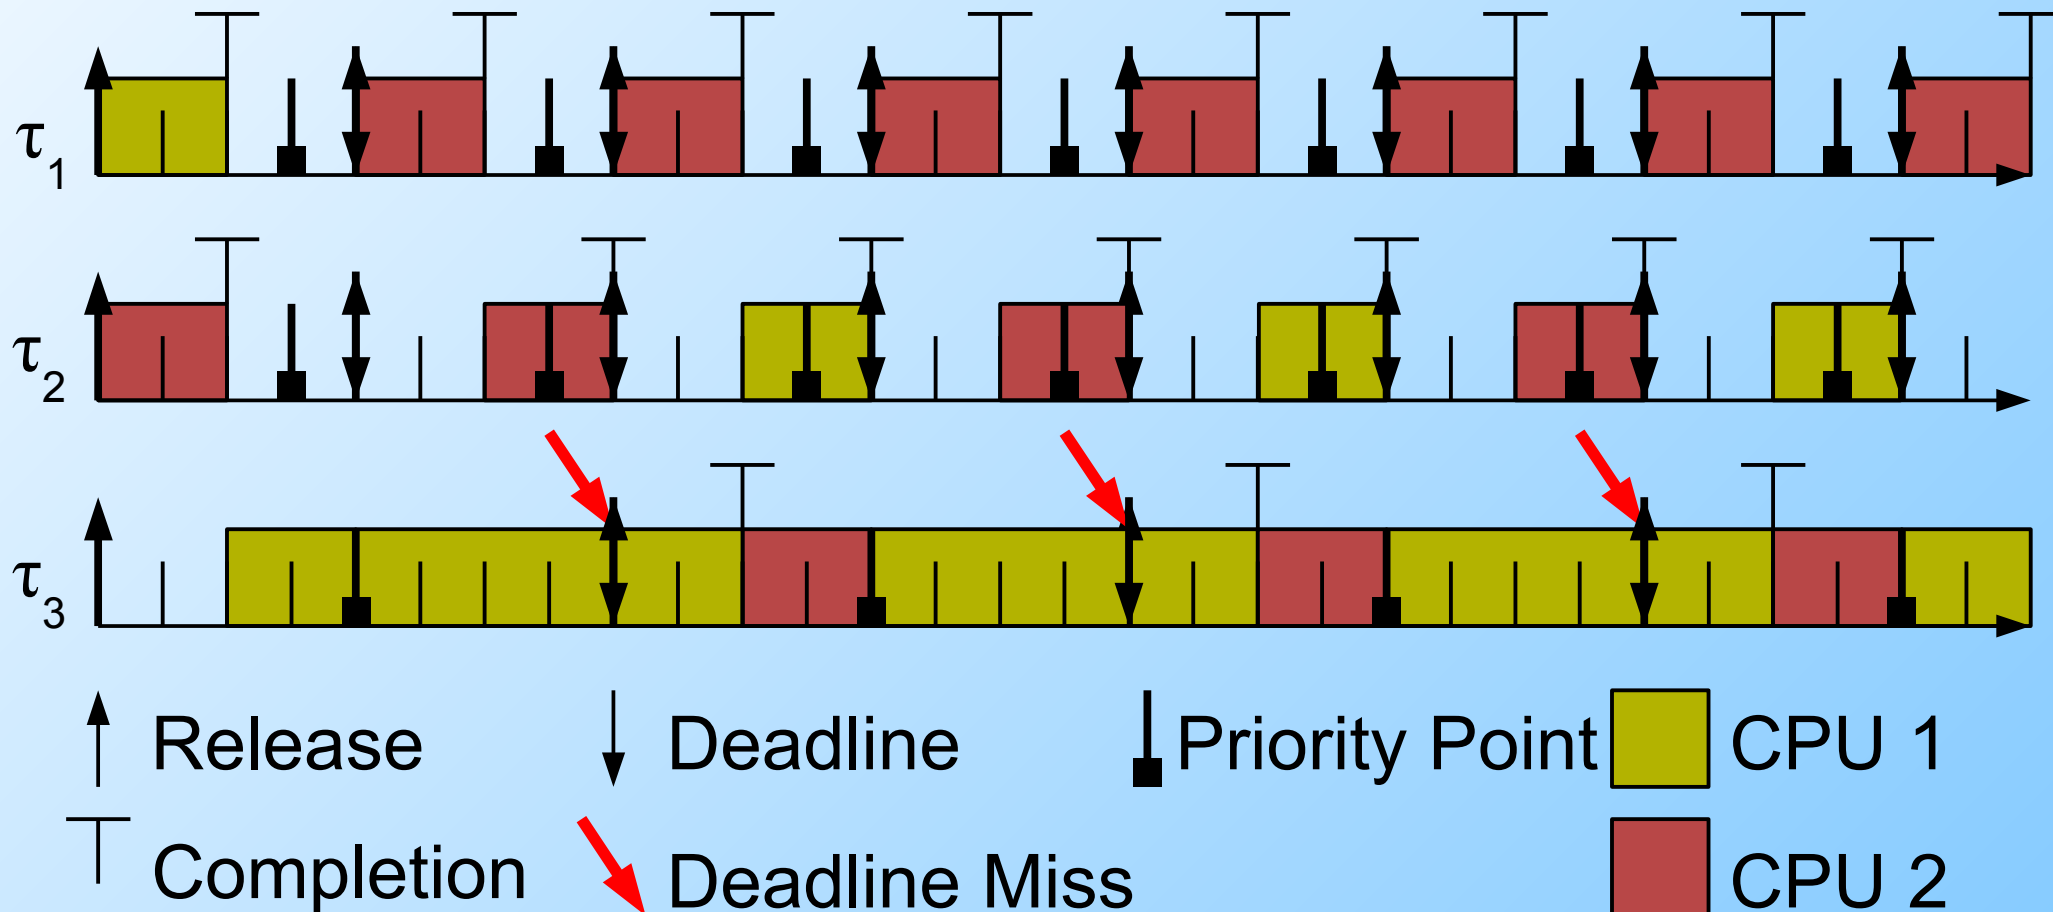 τ1
τ2
τ3
Release
Deadline
Priority Point
CPU 1
Completion
Deadline Miss
CPU 2